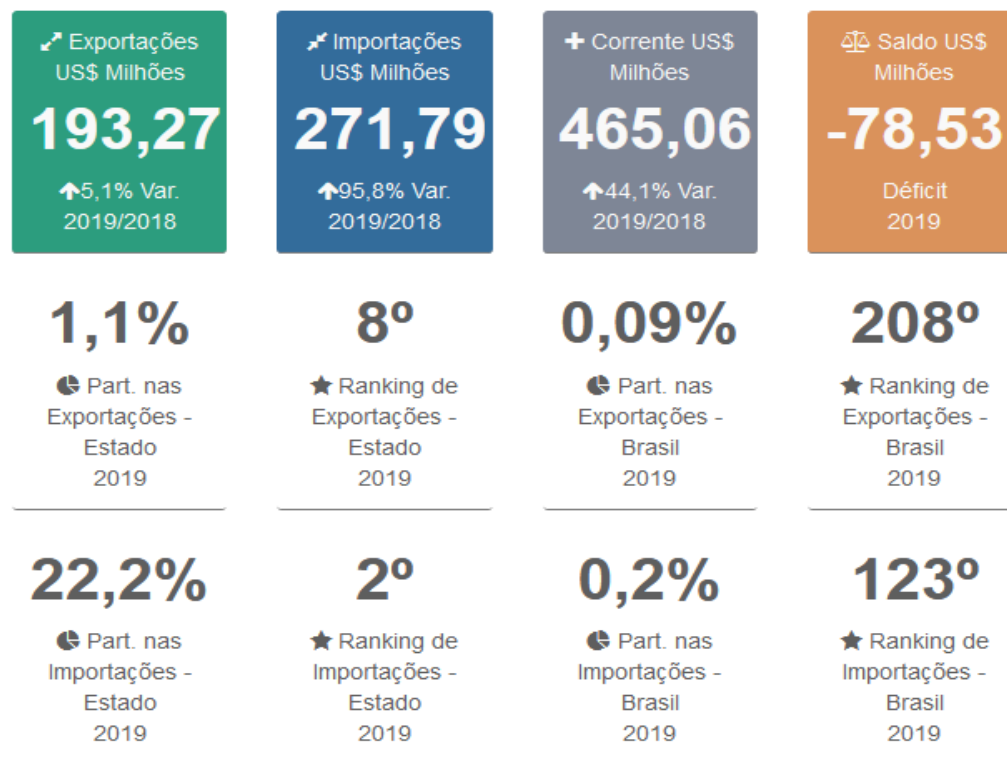 Exportações
US$ Milhões
193,27
5,1% Var.
2019/2018
Importações
US$ Milhões
271,79
95,8% Var.
2019/2018
Corrente US$
Milhões
465,06
44,1% Var.
2019/2018
Saldo US$
Milhões
-78,53
Déficit
2019
1,1%
Part. nas
Exportações -
Estado
2019
8º
Ranking de
Exportações -
Estado
2019
0,09%
Part. nas
Exportações -
Brasil
2019
208º
Ranking de
Exportações -
Brasil
2019
22,2%
Part. nas
Importações -
Estado
2019
2º
Ranking de
Importações -
Estado
2019
0,2%
Part. nas
Importações -
Brasil
2019
123º
Ranking de
Importações -
Brasil
2019